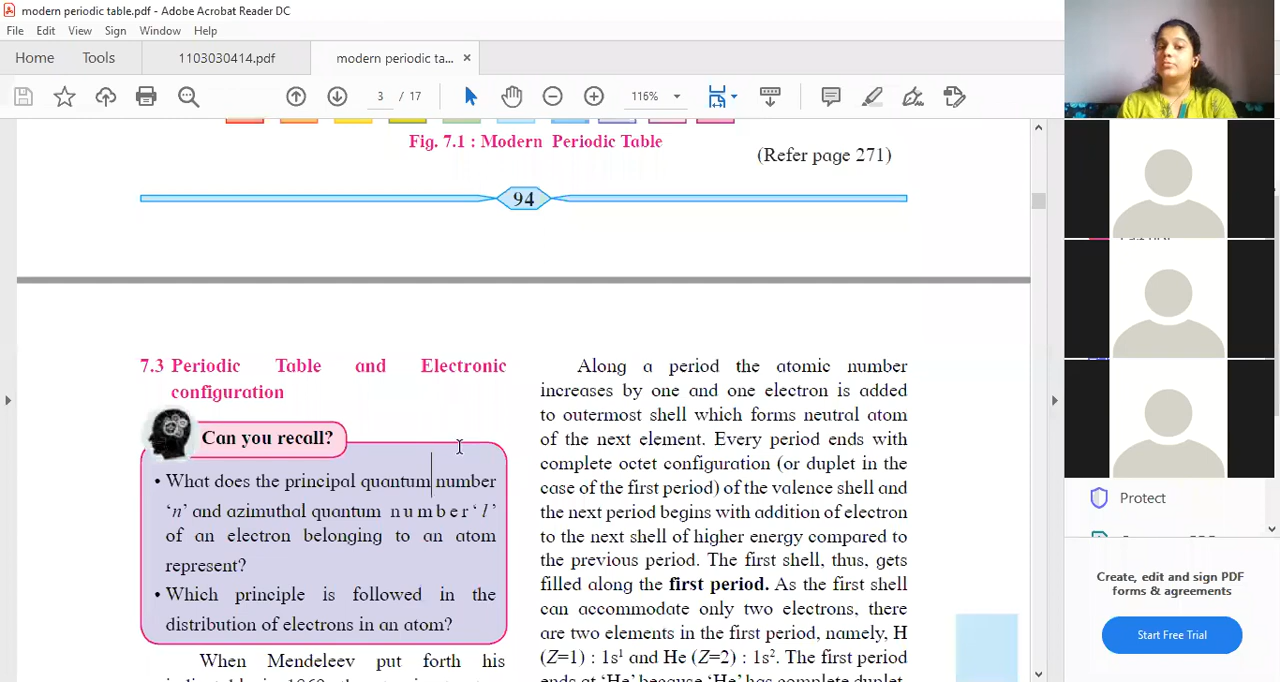 modern periodic table.pdf - Adobe Acrobat Reader DC
File Edit View Sign Window Help
Home Tools 1103030414.pdf modern periodic ta... ×
3 / 17 116%
Fig. 7.1 : Modern Periodic Table
(Refer page 271)
94
7.3 Periodic Table and Electronic
configuration
Can you recall?
• What does the principal quantum number
‘n’ and azimuthal quantum number‘l’
of an electron belonging to an atom
represent?
• Which principle is followed in the
distribution of electrons in an atom?
When Mendeleev put forth his
Along a period the atomic number
increases by one and one electron is added
to outermost shell which forms neutral atom
of the next element. Every period ends with
complete octet configuration (or duplet in the
case of the first period) of the valence shell and
the next period begins with addition of electron
to the next shell of higher energy compared to
the previous period. The first shell, thus, gets
filled along the first period. As the first shell
can accommodate only two electrons, there
are two elements in the first period, namely, H
(Z=1) : 1s¹ and He (Z=2) : 1s². The first period
ends at ‘He’ because ‘He’ has complete duplet.
Protect
Create, edit and sign PDF
forms & agreements
Start Free Trial